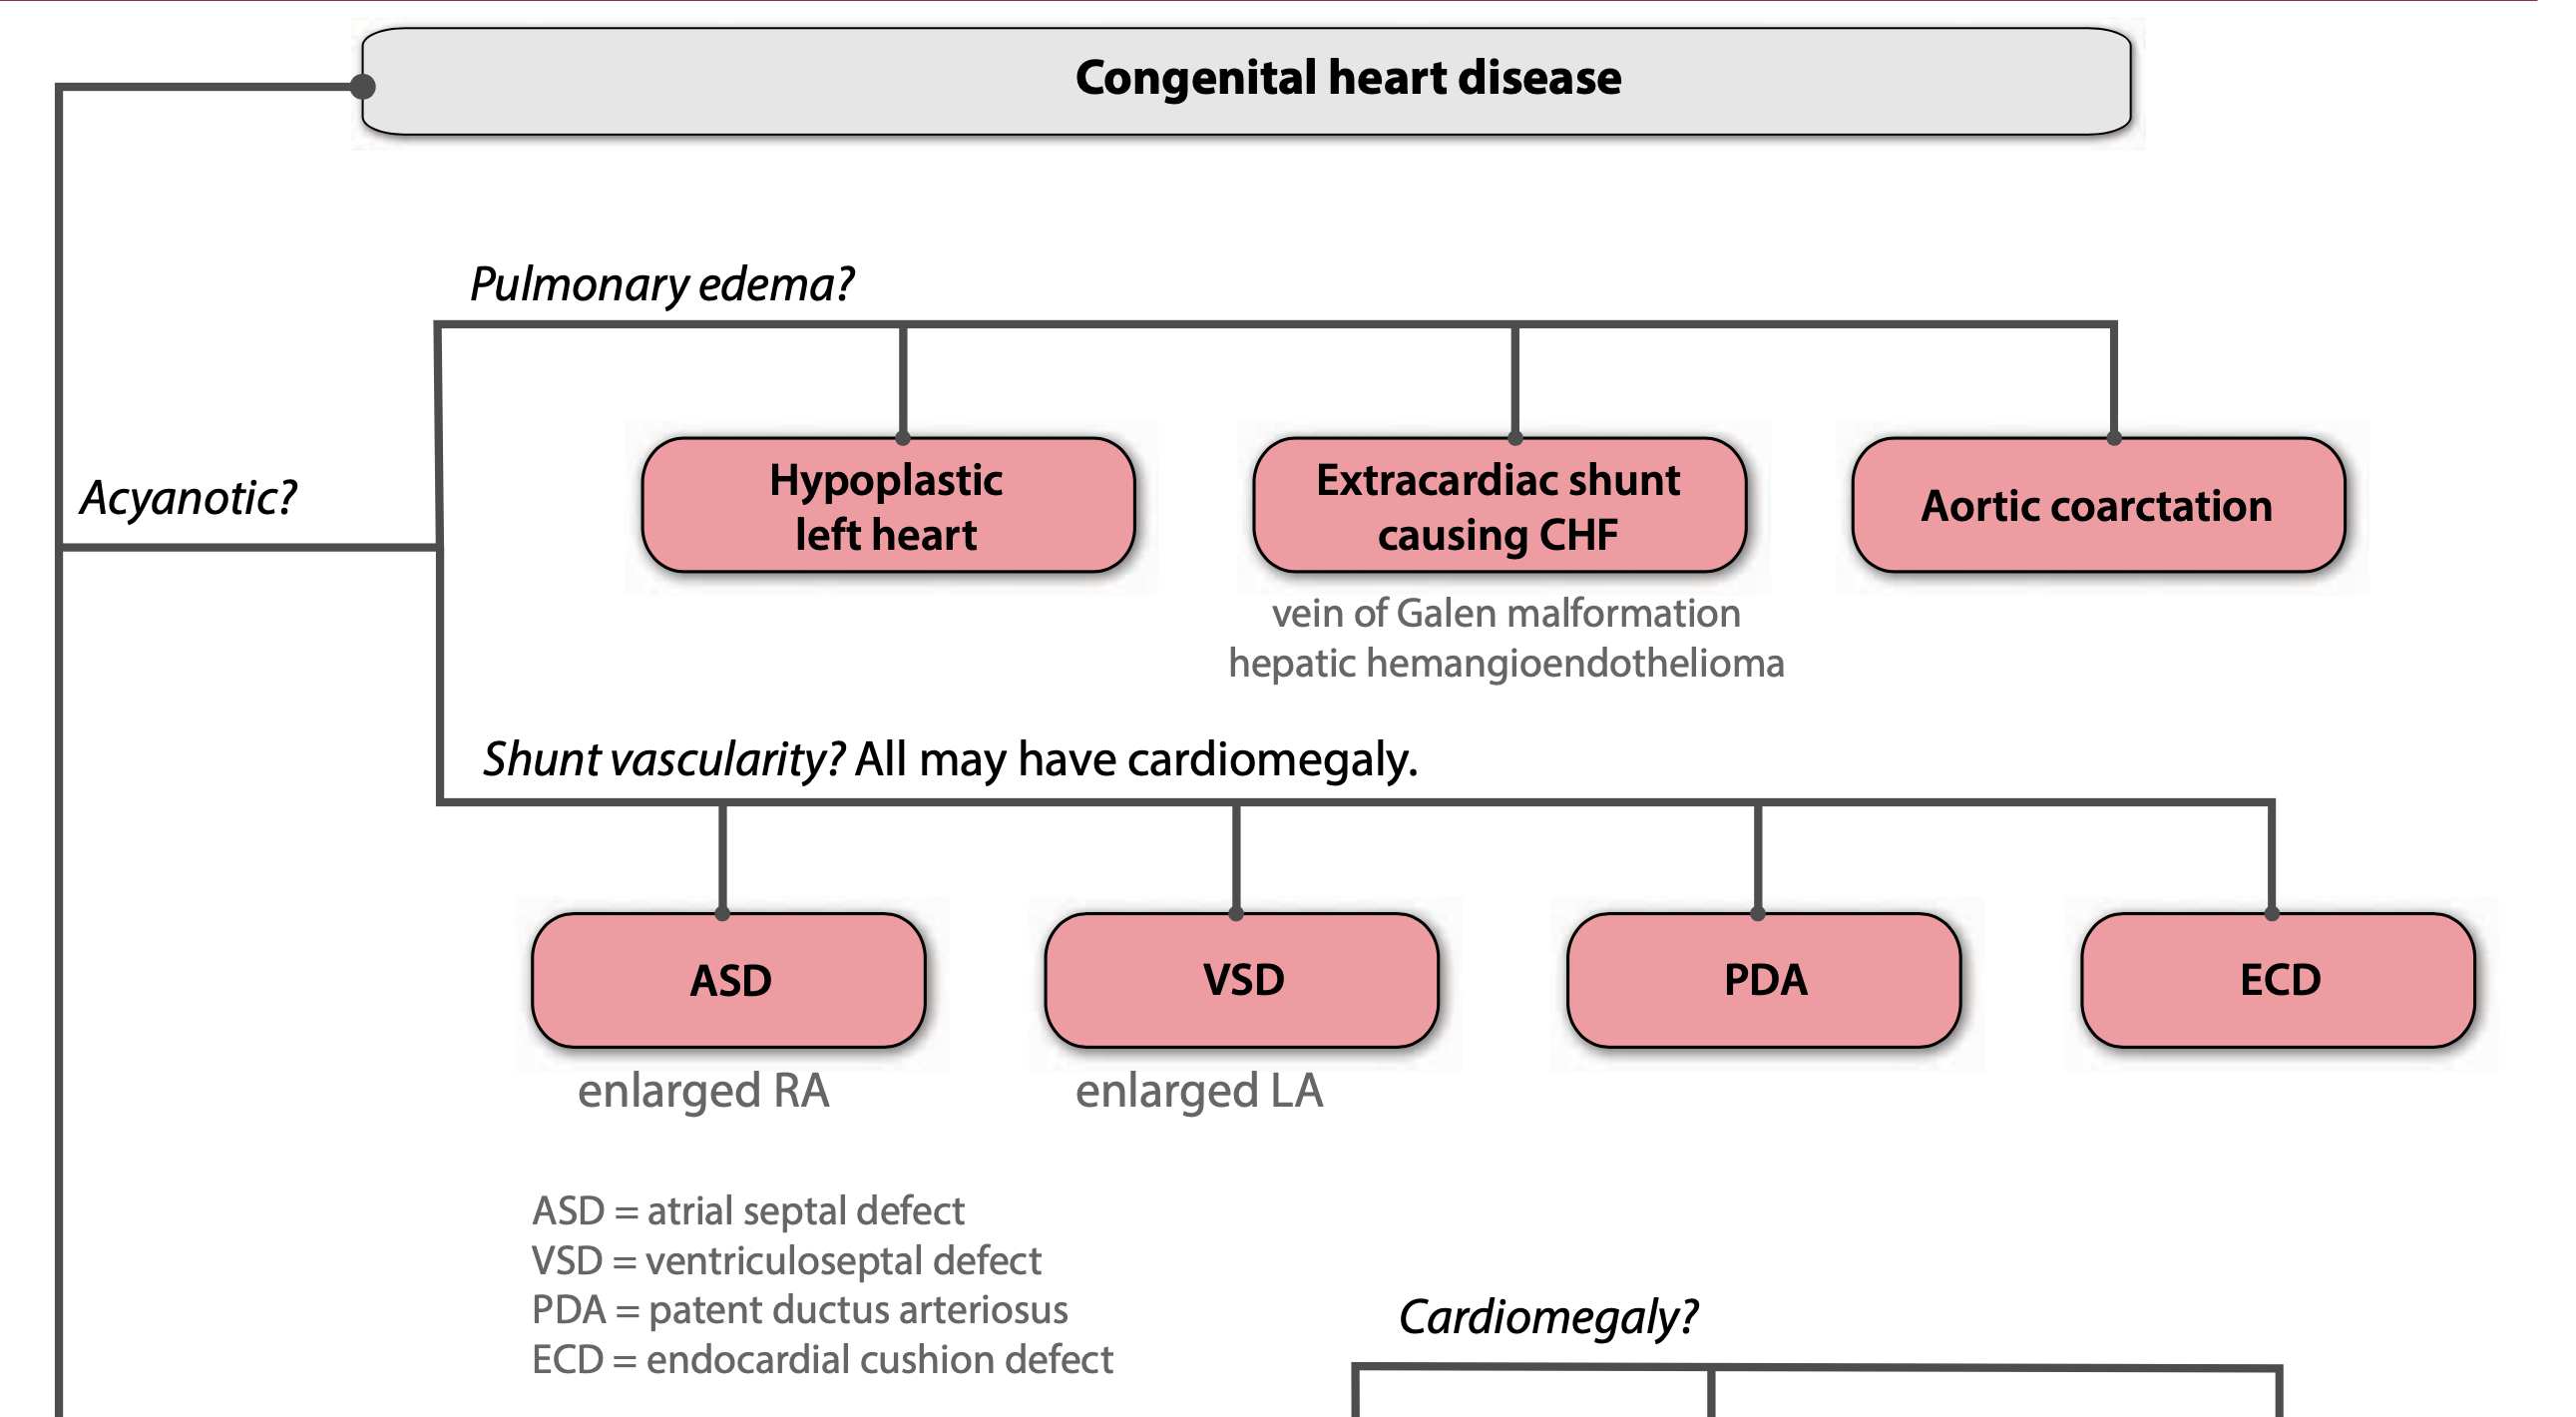 Congenital heart disease
Pulmonary edema?
Acyanotic?
Hypoplastic
left heart
Extracardiac shunt
causing CHF
Aortic coarctation
vein of Galen malformation
hepatic hemangioendothelioma
Shunt vascularity? All may have cardiomegaly.
ASD
VSD
PDA
ECD
enlarged RA
enlarged LA
ASD = atrial septal defect
VSD = ventriculoseptal defect
PDA = patent ductus arteriosus
ECD = endocardial cushion defect
Cardiomegaly?